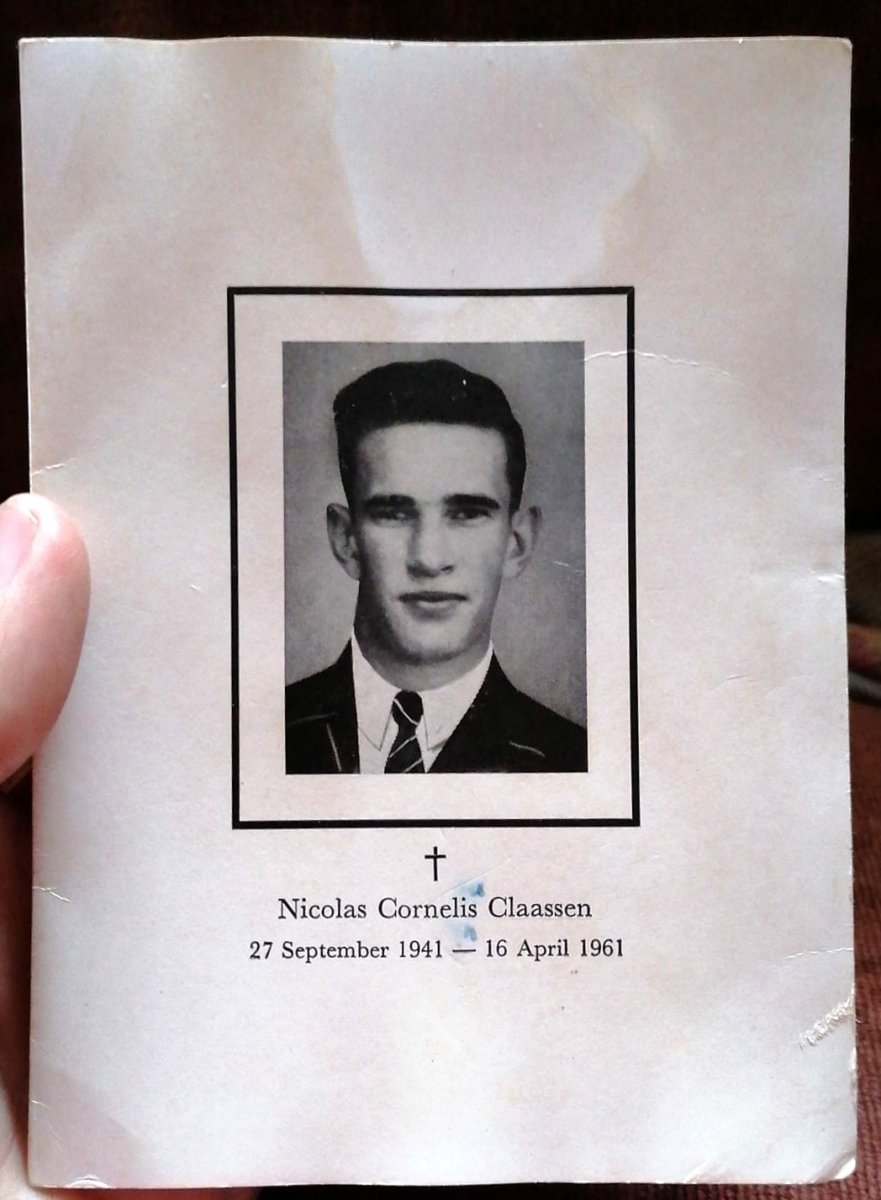 †
Nicolas Cornelis Claassen
27 September 1941 — 16 April 1961